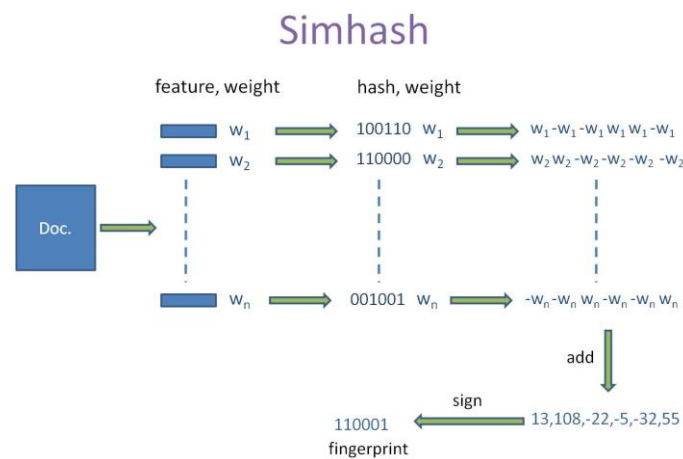 Simhash
feature, weight hash, weight
w₁ 100110 w₁ w₁ -w₁ -w₁ w₁ w₁ -w₁
w₂ 110000 w₂ w₂ w₂ -w₂ -w₂ -w₂ -w₂
Doc.
wₙ 001001 wₙ -wₙ -wₙ wₙ -wₙ -wₙ wₙ
add
sign
110001 13,108,-22,-5,-32,55
fingerprint